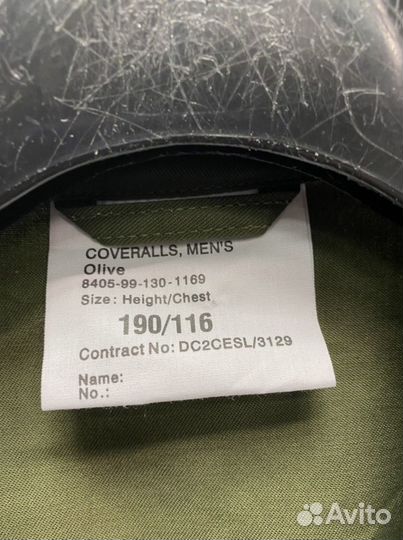 COVERALLS, MEN'S
Olive
8405-99-130-1169
Size: Height/Chest
190/116
Contract No: DC2CESL/3129
Name:
No.:
Avito